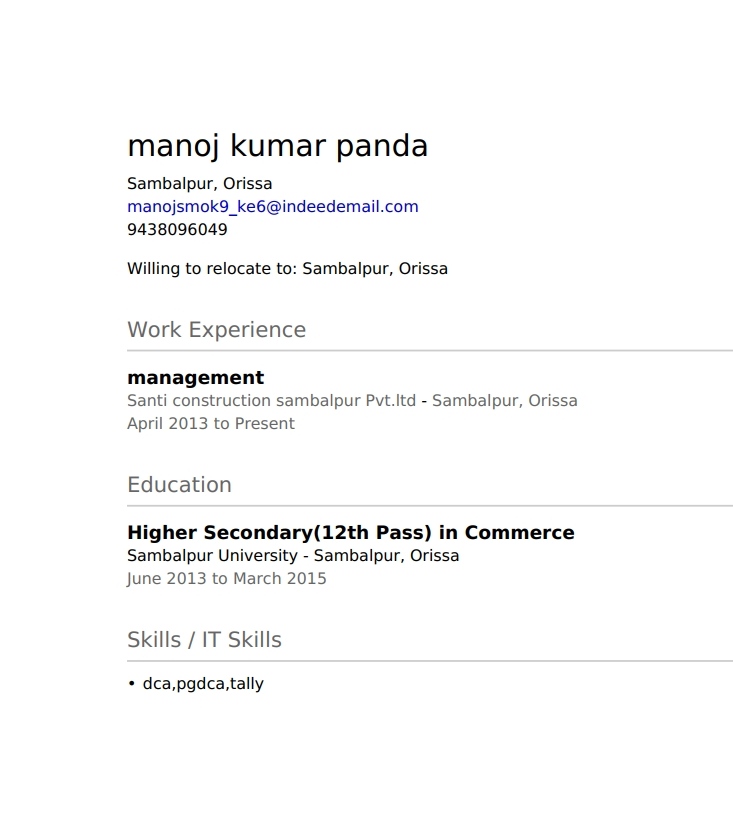 manoj kumar panda
Sambalpur, Orissa
manojsmok9_ke6@indeedemail.com
9438096049
Willing to relocate to: Sambalpur, Orissa
Work Experience
management
Santi construction sambalpur Pvt.ltd - Sambalpur, Orissa
April 2013 to Present
Education
Higher Secondary(12th Pass) in Commerce
Sambalpur University - Sambalpur, Orissa
June 2013 to March 2015
Skills / IT Skills
• dca,pgdca,tally